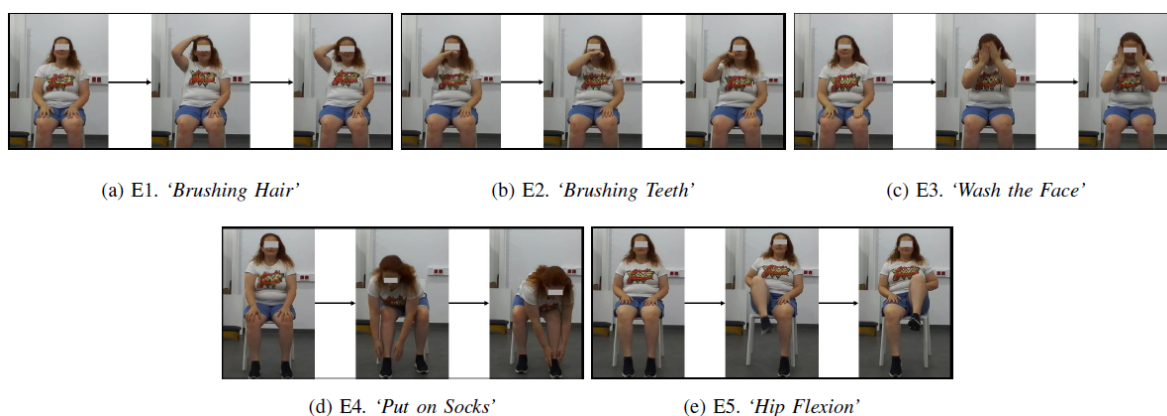 (a) E1. ‘Brushing Hair’
(b) E2. ‘Brushing Teeth’
(c) E3. ‘Wash the Face’
(d) E4. ‘Put on Socks’
(e) E5. ‘Hip Flexion’